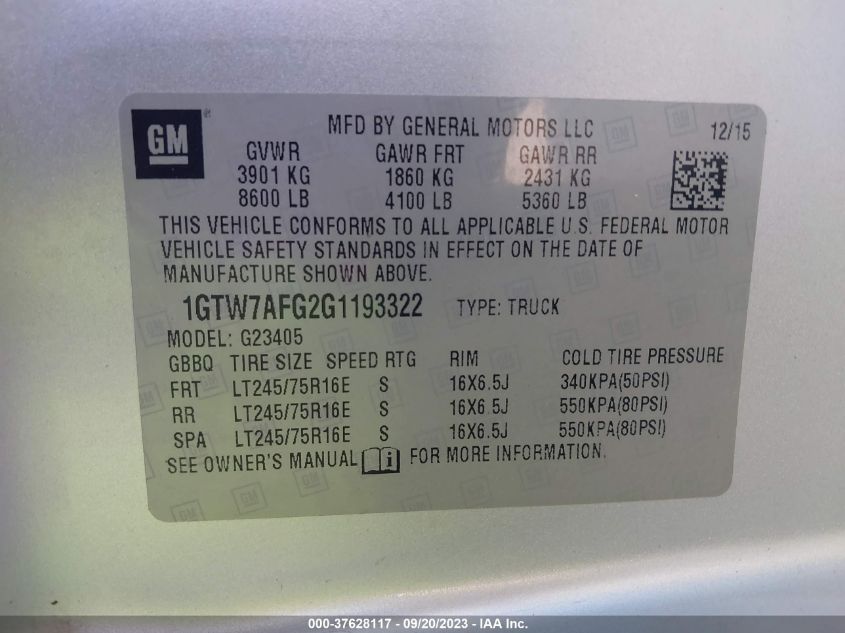 GM ® MFD BY GENERAL MOTORS LLC 12/15
GVWR GAWR FRT GAWR RR
3901 KG 1860 KG 2431 KG
8600 LB 4100 LB 5360 LB
THIS VEHICLE CONFORMS TO ALL APPLICABLE U.S. FEDERAL MOTOR
VEHICLE SAFETY STANDARDS IN EFFECT ON THE DATE OF
MANUFACTURE SHOWN ABOVE.
1GTW7AFG2G1193322 TYPE: TRUCK
MODEL: G23405
GBBQ TIRE SIZE SPEED RTG RIM COLD TIRE PRESSURE
FRT LT245/75R16E S 16X6.5J 340KPA(50PSI)
RR LT245/75R16E S 16X6.5J 550KPA(80PSI)
SPA LT245/75R16E S 16X6.5J 550KPA(80PSI)
SEE OWNER'S MANUAL i FOR MORE INFORMATION.
000-37628117 - 09/20/2023 - IAA Inc.